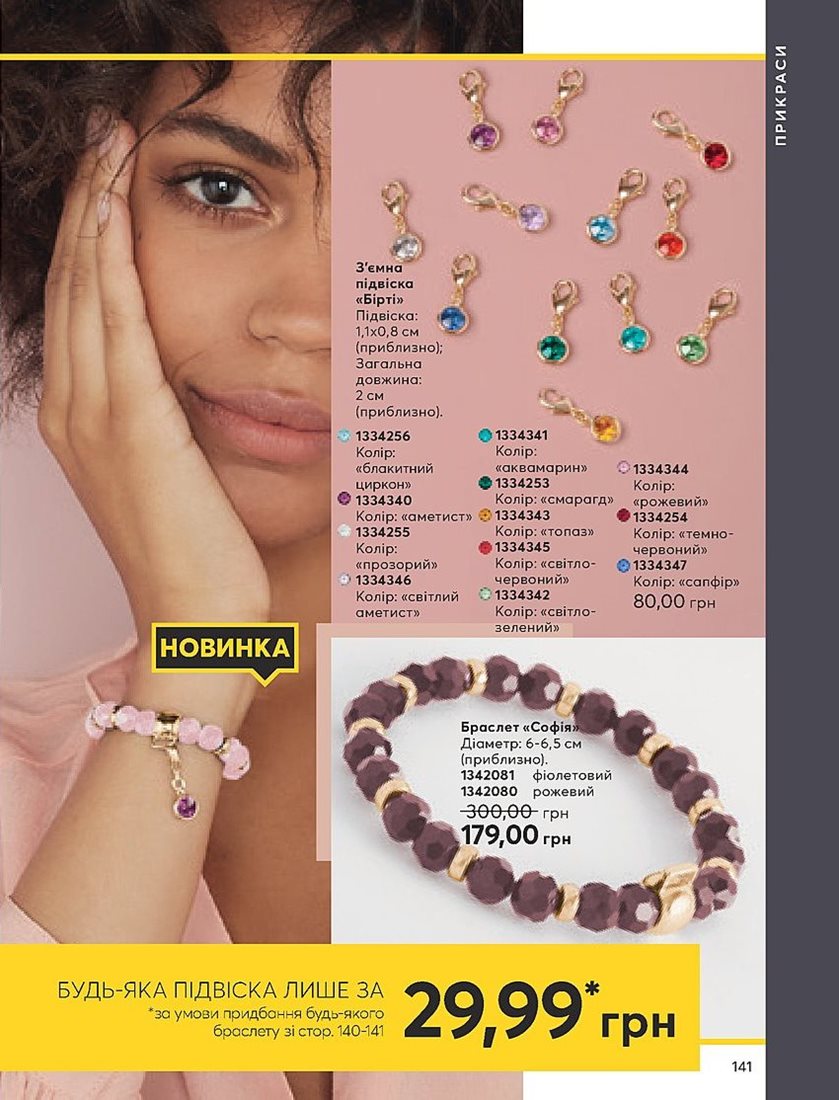 ПРИКРАСИ
З'ємна
підвіска
«Бірті»
Підвіска:
1,1х0,8 см
(приблизно);
Загальна
довжина:
2 см
(приблизно).
1334256
Колір:
«блакитний
циркон»
1334340
Колір: «аметист»
1334255
Колір:
«прозорий»
1334346
Колір: «світлий
аметист»
1334341
Колір:
«аквамарин»
1334253
Колір: «смарагд»
1334343
Колір: «топаз»
1334345
Колір: «світло-
червоний»
1334342
Колір: «світло-
зелений»
1334344
Колір:
«рожевий»
1334254
Колір: «темно-
червоний»
1334347
Колір: «сапфір»
80,00 грн
НОВИНКА
Браслет «Софія»
Діаметр: 6-6,5 см
(приблизно).
1342081 фіолетовий
1342080 рожевий
300,00 грн
179,00 грн
БУДЬ-ЯКА ПІДВІСКА ЛИШЕ ЗА
*за умови придбання будь-якого
браслету зі стор. 140-141
29,99* грн
141